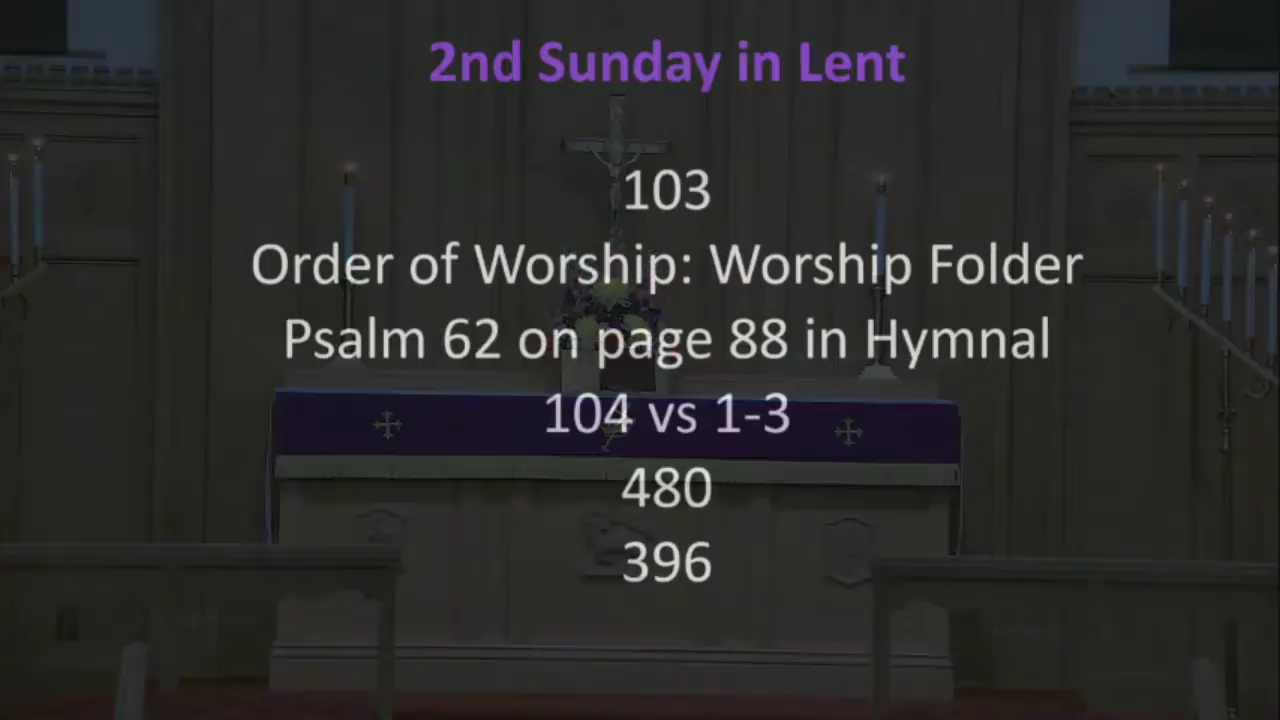 2nd Sunday in Lent
103
Order of Worship: Worship Folder
Psalm 62 on page 88 in Hymnal
104 vs 1-3
480
396